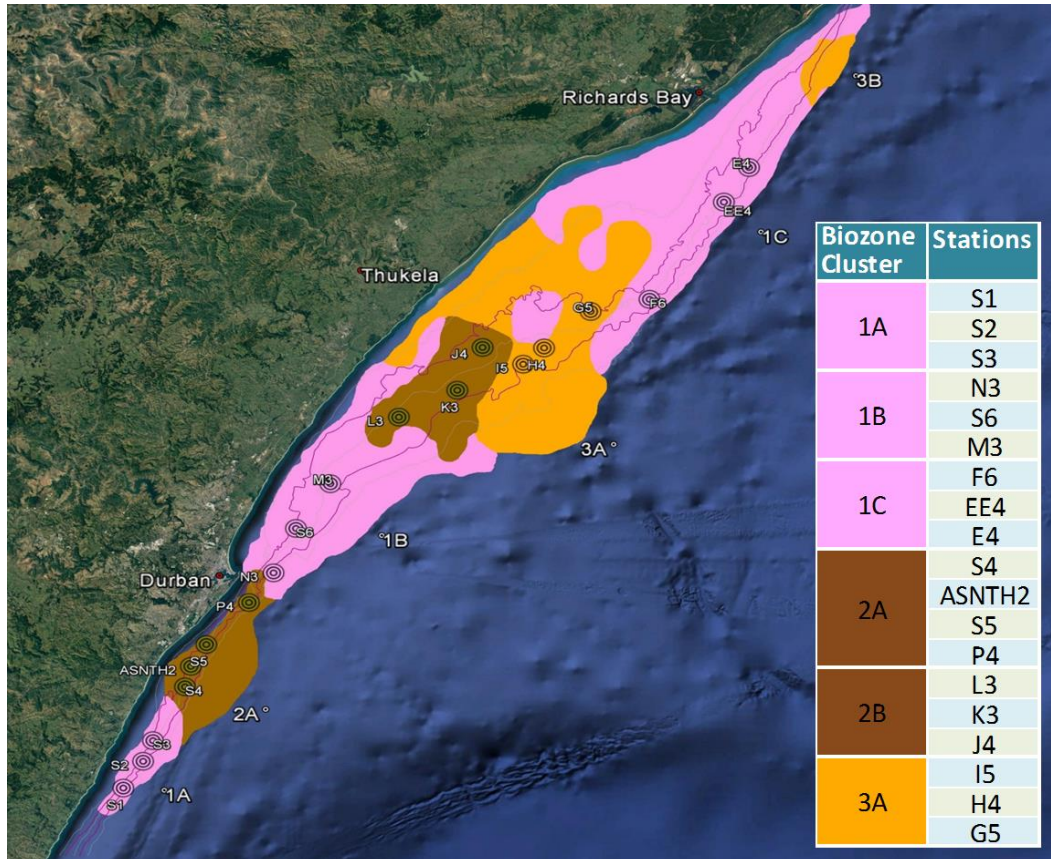 Richards Bay
°3B
E4
EE4
°1C
Thukela
G5
F6
J4
I5
H4
K3
L3
3A°
M3
S6
°1B
Durban
N3
P4
S5
ASNTH2
S4
2A°
S3
S2
S1
°1A
Biozone Cluster Stations
1A S1
S2
S3
1B N3
S6
M3
1C F6
EE4
E4
2A S4
ASNTH2
S5
P4
2B L3
K3
J4
3A I5
H4
G5